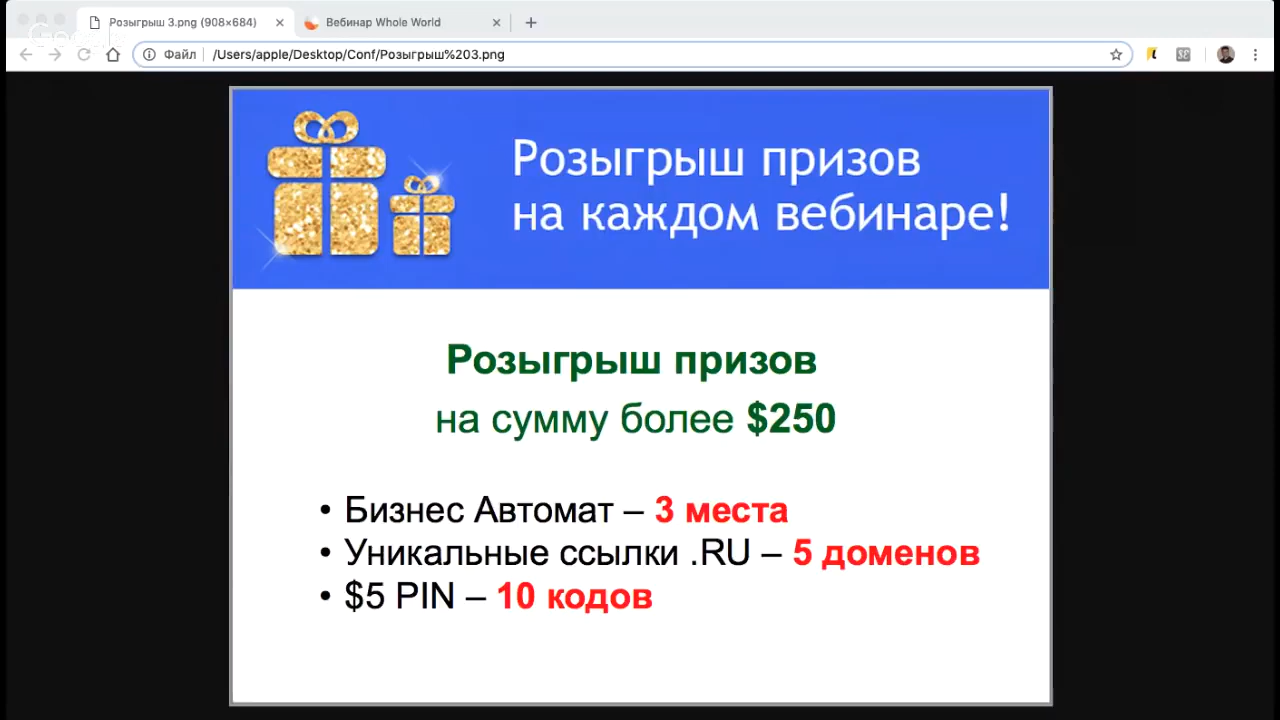 Розыгрыш 3.png (908×684)
Вебинар Whole World
Файл
/Users/apple/Desktop/Conf/Розыгрыш%203.png
Розыгрыш призов
на каждом вебинаре!
Розыгрыш призов
на сумму более $250
• Бизнес Автомат – 3 места
• Уникальные ссылки .RU – 5 доменов
• $5 PIN – 10 кодов